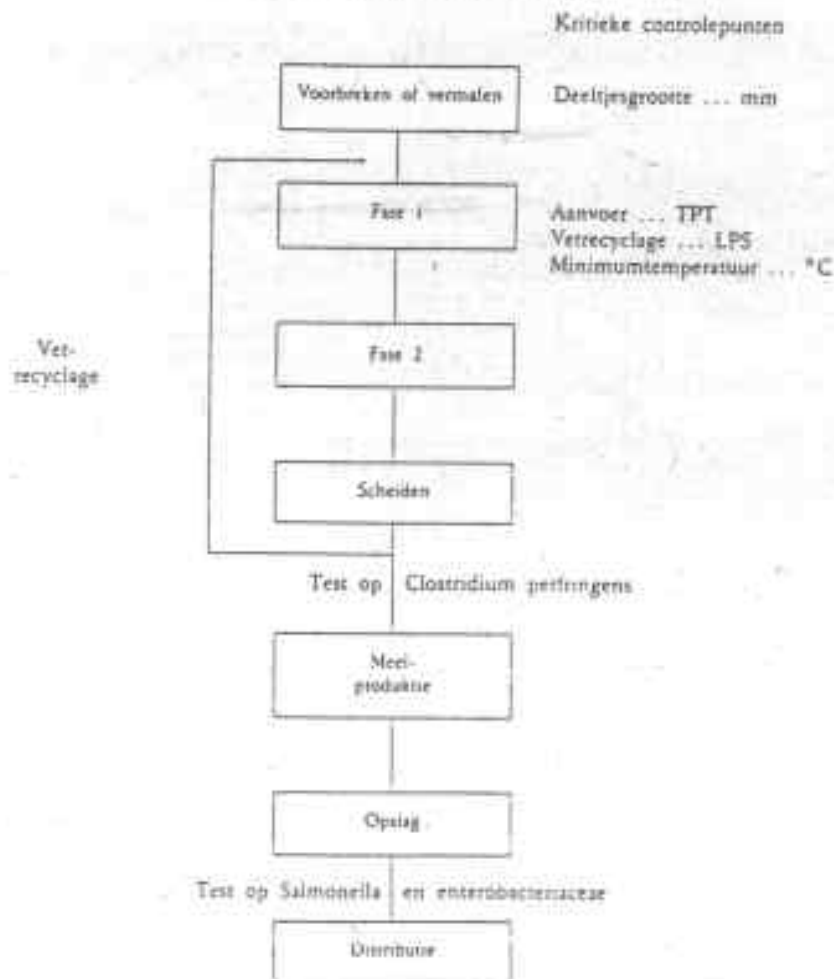 Kritieke controlepunten
Voorbreken of vermalen
Deeltjesgrootte ... mm
Fase 1
Aanvoer ... TPT
Vetrecyclage ... LPS
Minimumtemperatuur ... °C
Fase 2
Vet-
recyclage
Scheiden
Test op Clostridium perfringens
Meel-
produktie
Opslag
Test op Salmonella en enterobacteriaceae
Distributie